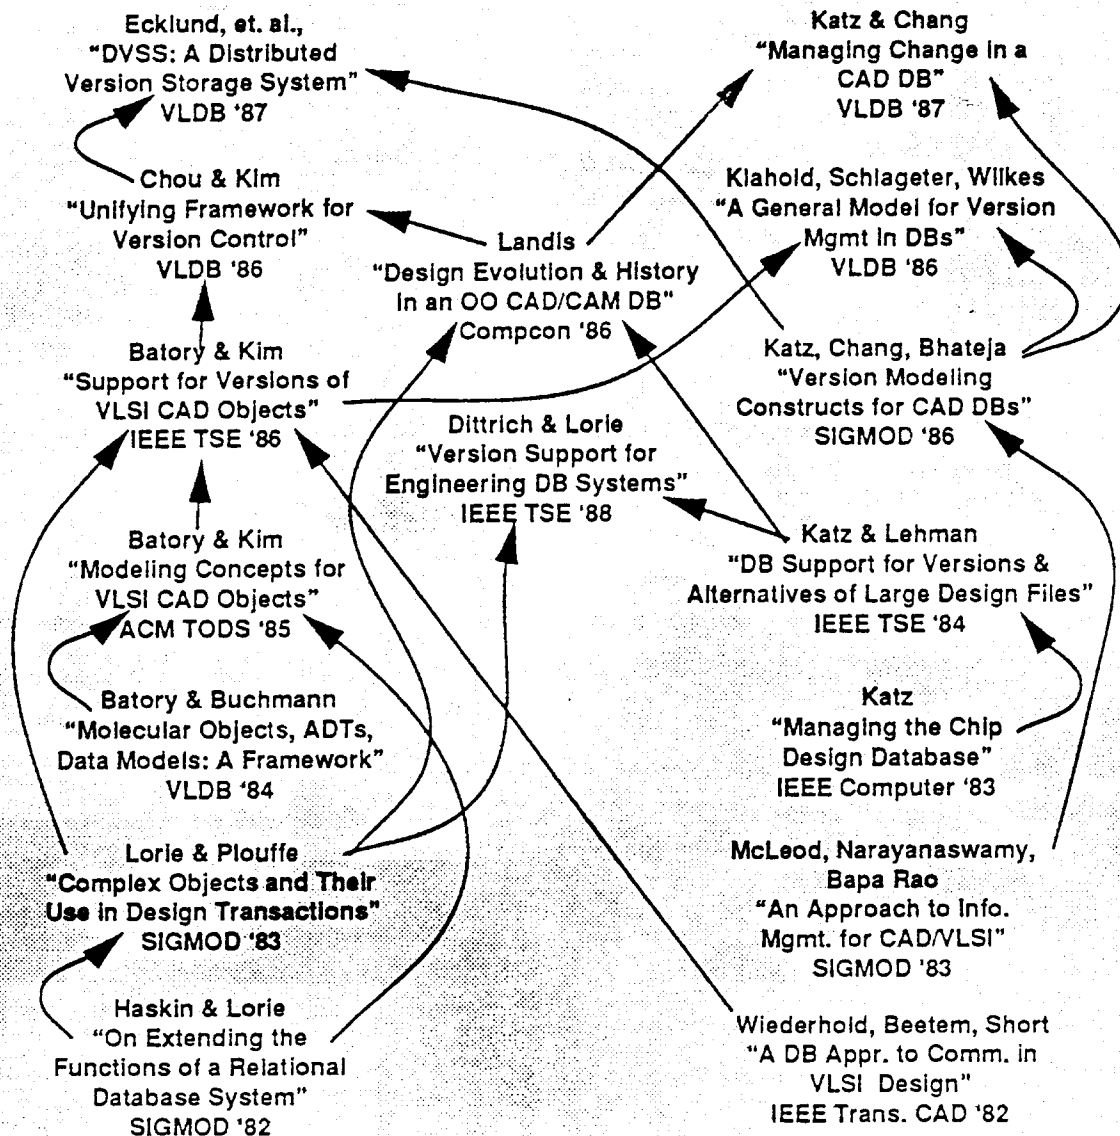 Ecklund, et. al.,
"DVSS: A Distributed
Version Storage System"
VLDB '87
Katz & Chang
"Managing Change in a
CAD DB"
VLDB '87
Chou & Kim
"Unifying Framework for
Version Control"
VLDB '86
Landis
"Design Evolution & History
in an OO CAD/CAM DB"
Compcon '86
Klahold, Schlageter, Wilkes
"A General Model for Version
Mgmt in DBs"
VLDB '86
Batory & Kim
"Support for Versions of
VLSI CAD Objects"
IEEE TSE '86
Katz, Chang, Bhateja
"Version Modeling
Constructs for CAD DBs"
SIGMOD '86
Dittrich & Lorie
"Version Support for
Engineering DB Systems"
IEEE TSE '88
Batory & Kim
"Modeling Concepts for
VLSI CAD Objects"
ACM TODS '85
Katz & Lehman
"DB Support for Versions &
Alternatives of Large Design Files"
IEEE TSE '84
Batory & Buchmann
"Molecular Objects, ADTs,
Data Models: A Framework"
VLDB '84
Katz
"Managing the Chip
Design Database"
IEEE Computer '83
Lorie & Plouffe
"Complex Objects and Their
Use in Design Transactions"
SIGMOD '83
McLeod, Narayanaswamy,
Bapa Rao
"An Approach to Info.
Mgmt. for CAD/VLSI"
SIGMOD '83
Haskin & Lorie
"On Extending the
Functions of a Relational
Database System"
SIGMOD '82
Wiederhold, Beetem, Short
"A DB Appr. to Comm. in
VLSI Design"
IEEE Trans. CAD '82